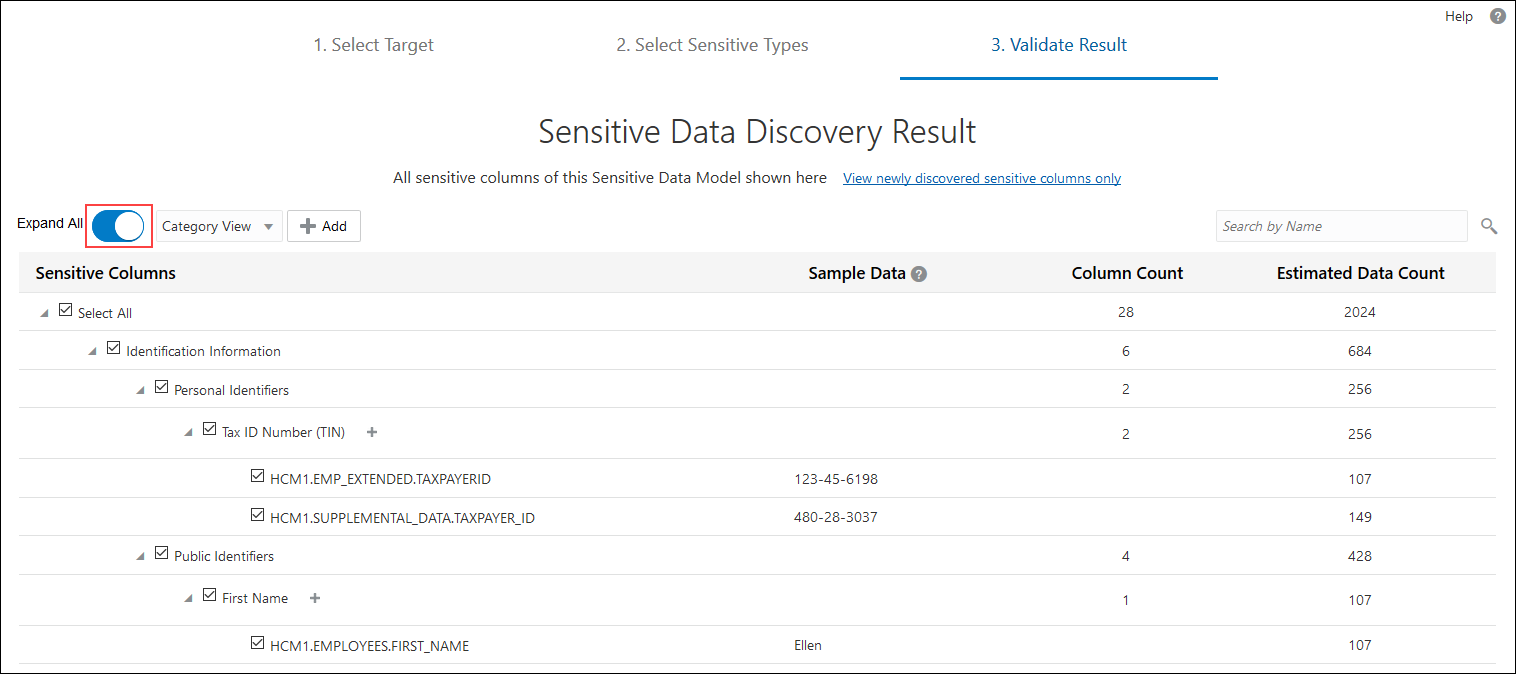 Help ?
1. Select Target 2. Select Sensitive Types 3. Validate Result
Sensitive Data Discovery Result
All sensitive columns of this Sensitive Data Model shown here View newly discovered sensitive columns only
Expand All Category View + Add Search by Name
Sensitive Columns Sample Data ? Column Count Estimated Data Count
Select All 28 2024
Identification Information 6 684
Personal Identifiers 2 256
Tax ID Number (TIN) + 2 256
HCM1.EMP_EXTENDED.TAXPAYERID 123-45-6198 107
HCM1.SUPPLEMENTAL_DATA.TAXPAYER_ID 480-28-3037 149
Public Identifiers 4 428
First Name + 1 107
HCM1.EMPLOYEES.FIRST_NAME Ellen 107